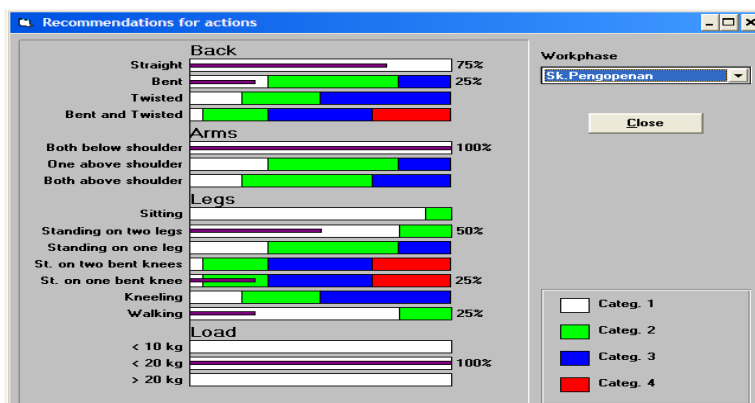 Recommendations for actions
Back
Straight 75%
Bent 25%
Twisted
Bent and Twisted
Arms
Both below shoulder 100%
One above shoulder
Both above shoulder
Legs
Sitting
Standing on two legs 50%
Standing on one leg
St. on two bent knees
St. on one bent knee 25%
Kneeling
Walking 25%
Load
< 10 kg
< 20 kg 100%
> 20 kg
Workphase
Sk.Pengopenan
Close
Categ. 1
Categ. 2
Categ. 3
Categ. 4